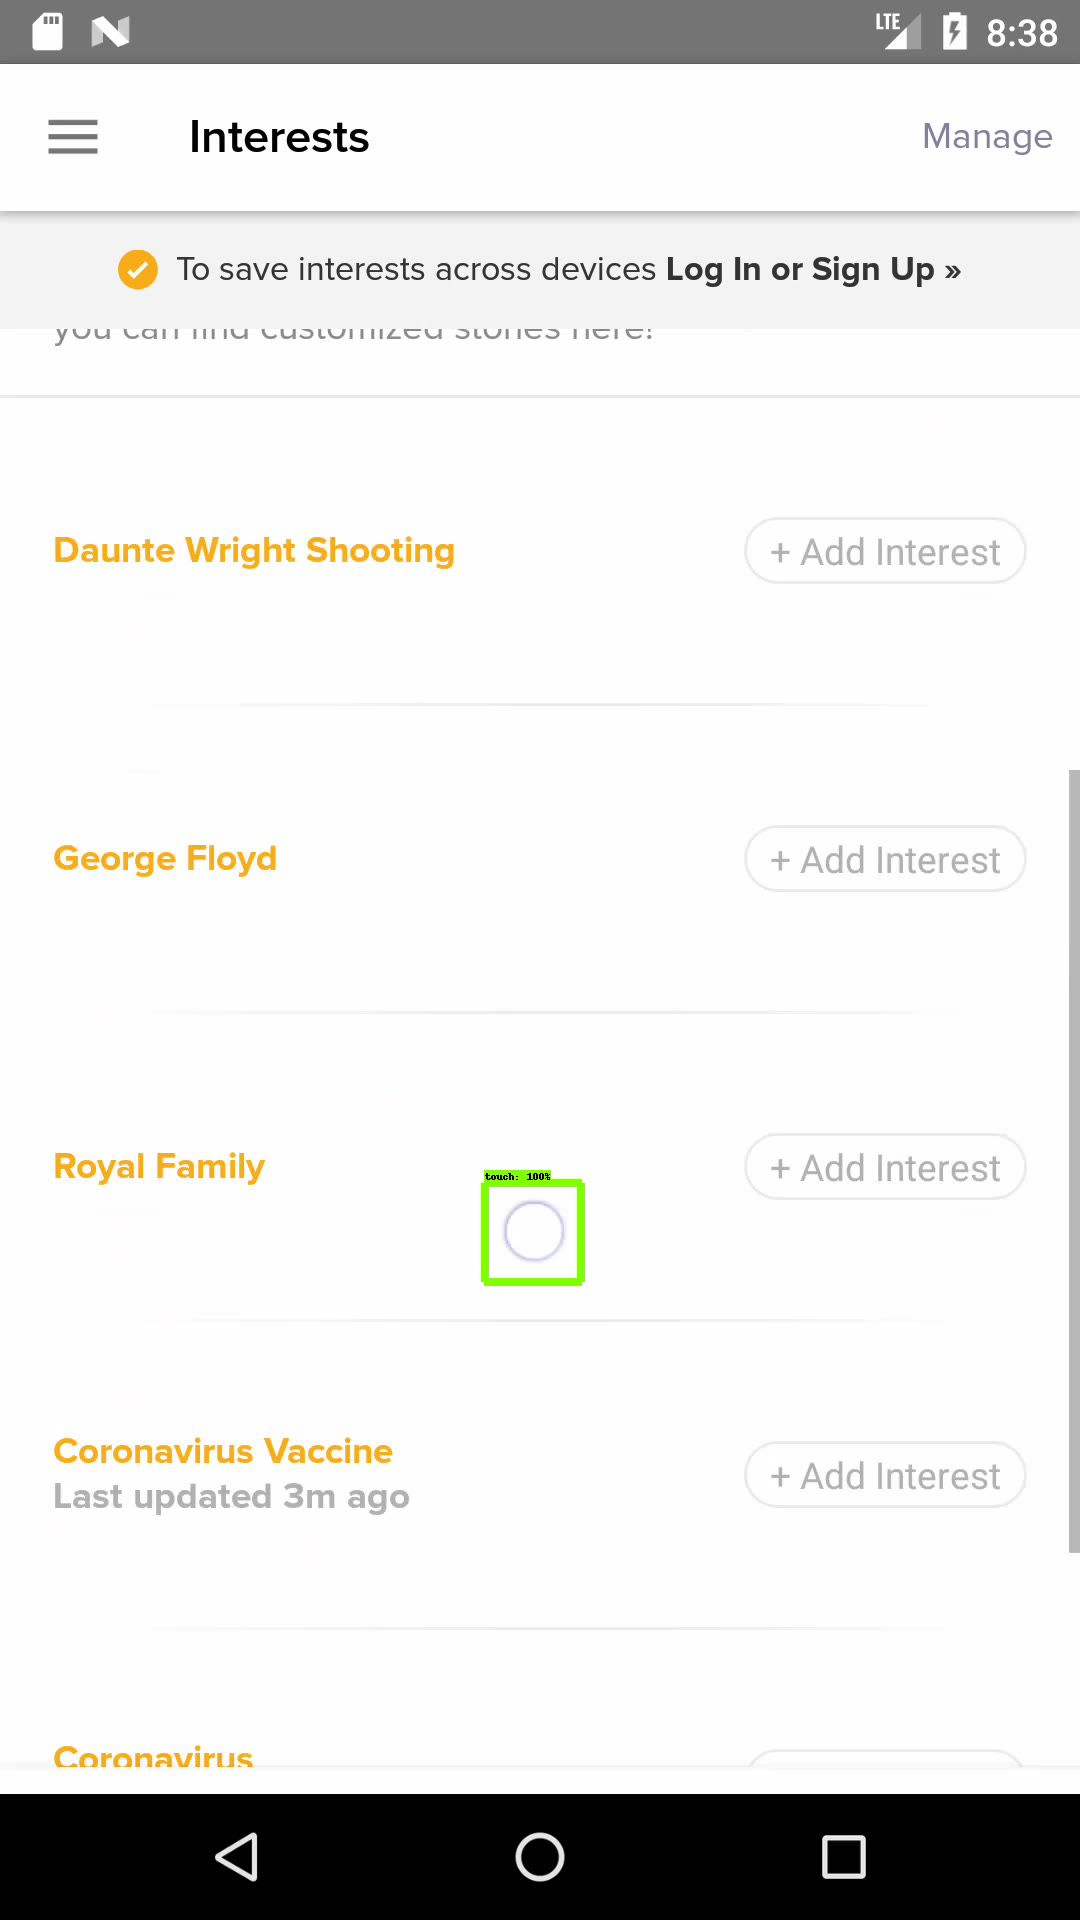 LTE 8:38
Interests
Manage
To save interests across devices Log In or Sign Up »
you can find customized stories here!
Daunte Wright Shooting
+ Add Interest
George Floyd
+ Add Interest
Royal Family
+ Add Interest
touch: 100%
Coronavirus Vaccine
Last updated 3m ago
+ Add Interest
Coronavirus